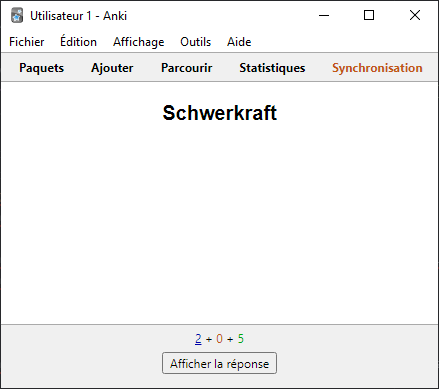 Utilisateur 1 - Anki
Fichier Édition Affichage Outils Aide
Paquets Ajouter Parcourir Statistiques Synchronisation
Schwerkraft
2 + 0 + 5
Afficher la réponse